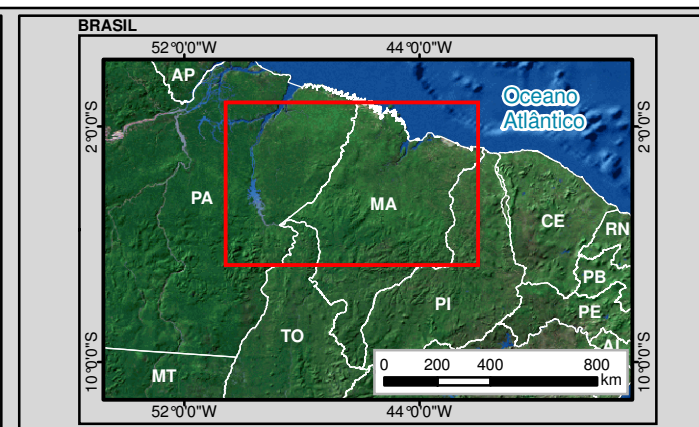 BRASIL
52°0'0"W 44°0'0"W
AP
Oceano
Atlântico
2°0'0"S 2°0'0"S
PA
MA
CE
RN
PB
PI
PE
TO
AL
MT
0 200 400 800
km
10°0'0"S 10°0'0"S
52°0'0"W 44°0'0"W